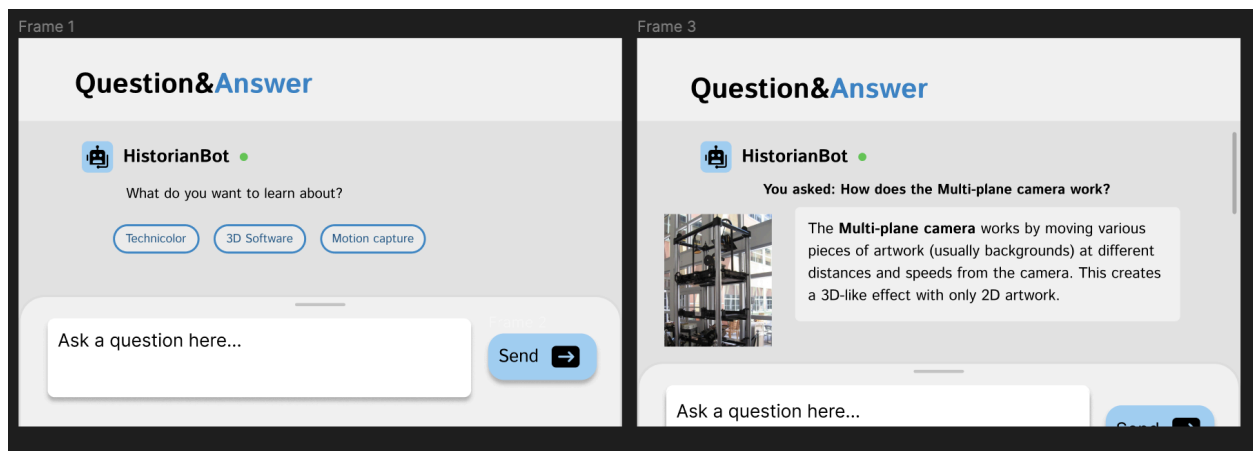 Frame 1
Question&Answer
HistorianBot
What do you want to learn about?
Technicolor
3D Software
Motion capture
Ask a question here...
Send
Frame 3
Question&Answer
HistorianBot
You asked: How does the Multi-plane camera work?
The Multi-plane camera works by moving various
pieces of artwork (usually backgrounds) at different
distances and speeds from the camera. This creates
a 3D-like effect with only 2D artwork.
Ask a question here...
Send